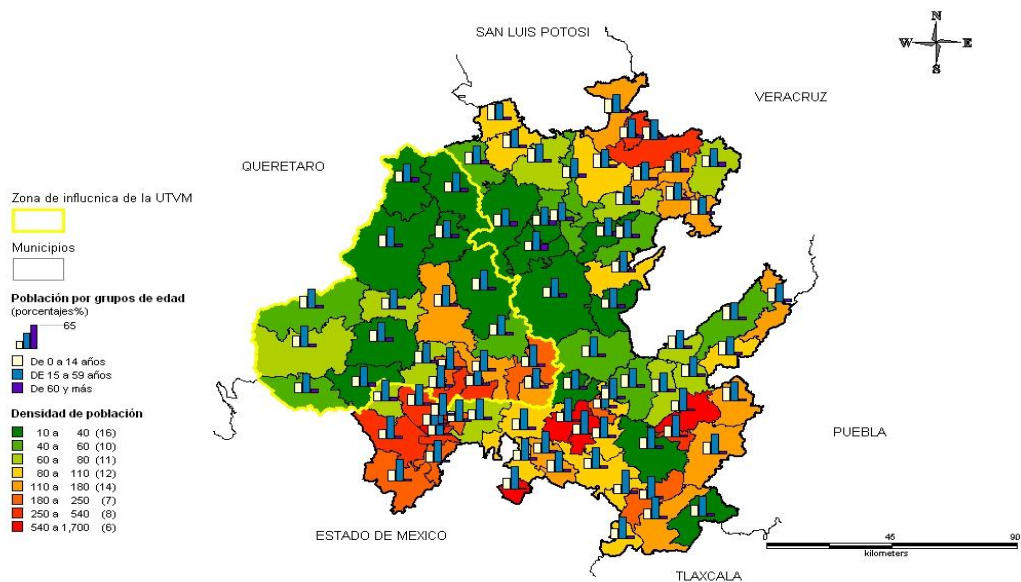 SAN LUIS POTOSI
N
W
E
S
VERACRUZ
QUERETARO
Zona de influcnica de la UTVM
Municipios
Población por grupos de edad
(porcentajes%)
65
De 0 a 14 años
DE 15 a 59 años
De 60 y más
Densidad de población
10 a 40 (16)
40 a 60 (10)
60 a 80 (11)
80 a 110 (12)
110 a 180 (14)
180 a 250 (7)
250 a 540 (8)
540 a 1,700 (6)
PUEBLA
ESTADO DE MEXICO
0 45 90
kilometers
TLAXCALA